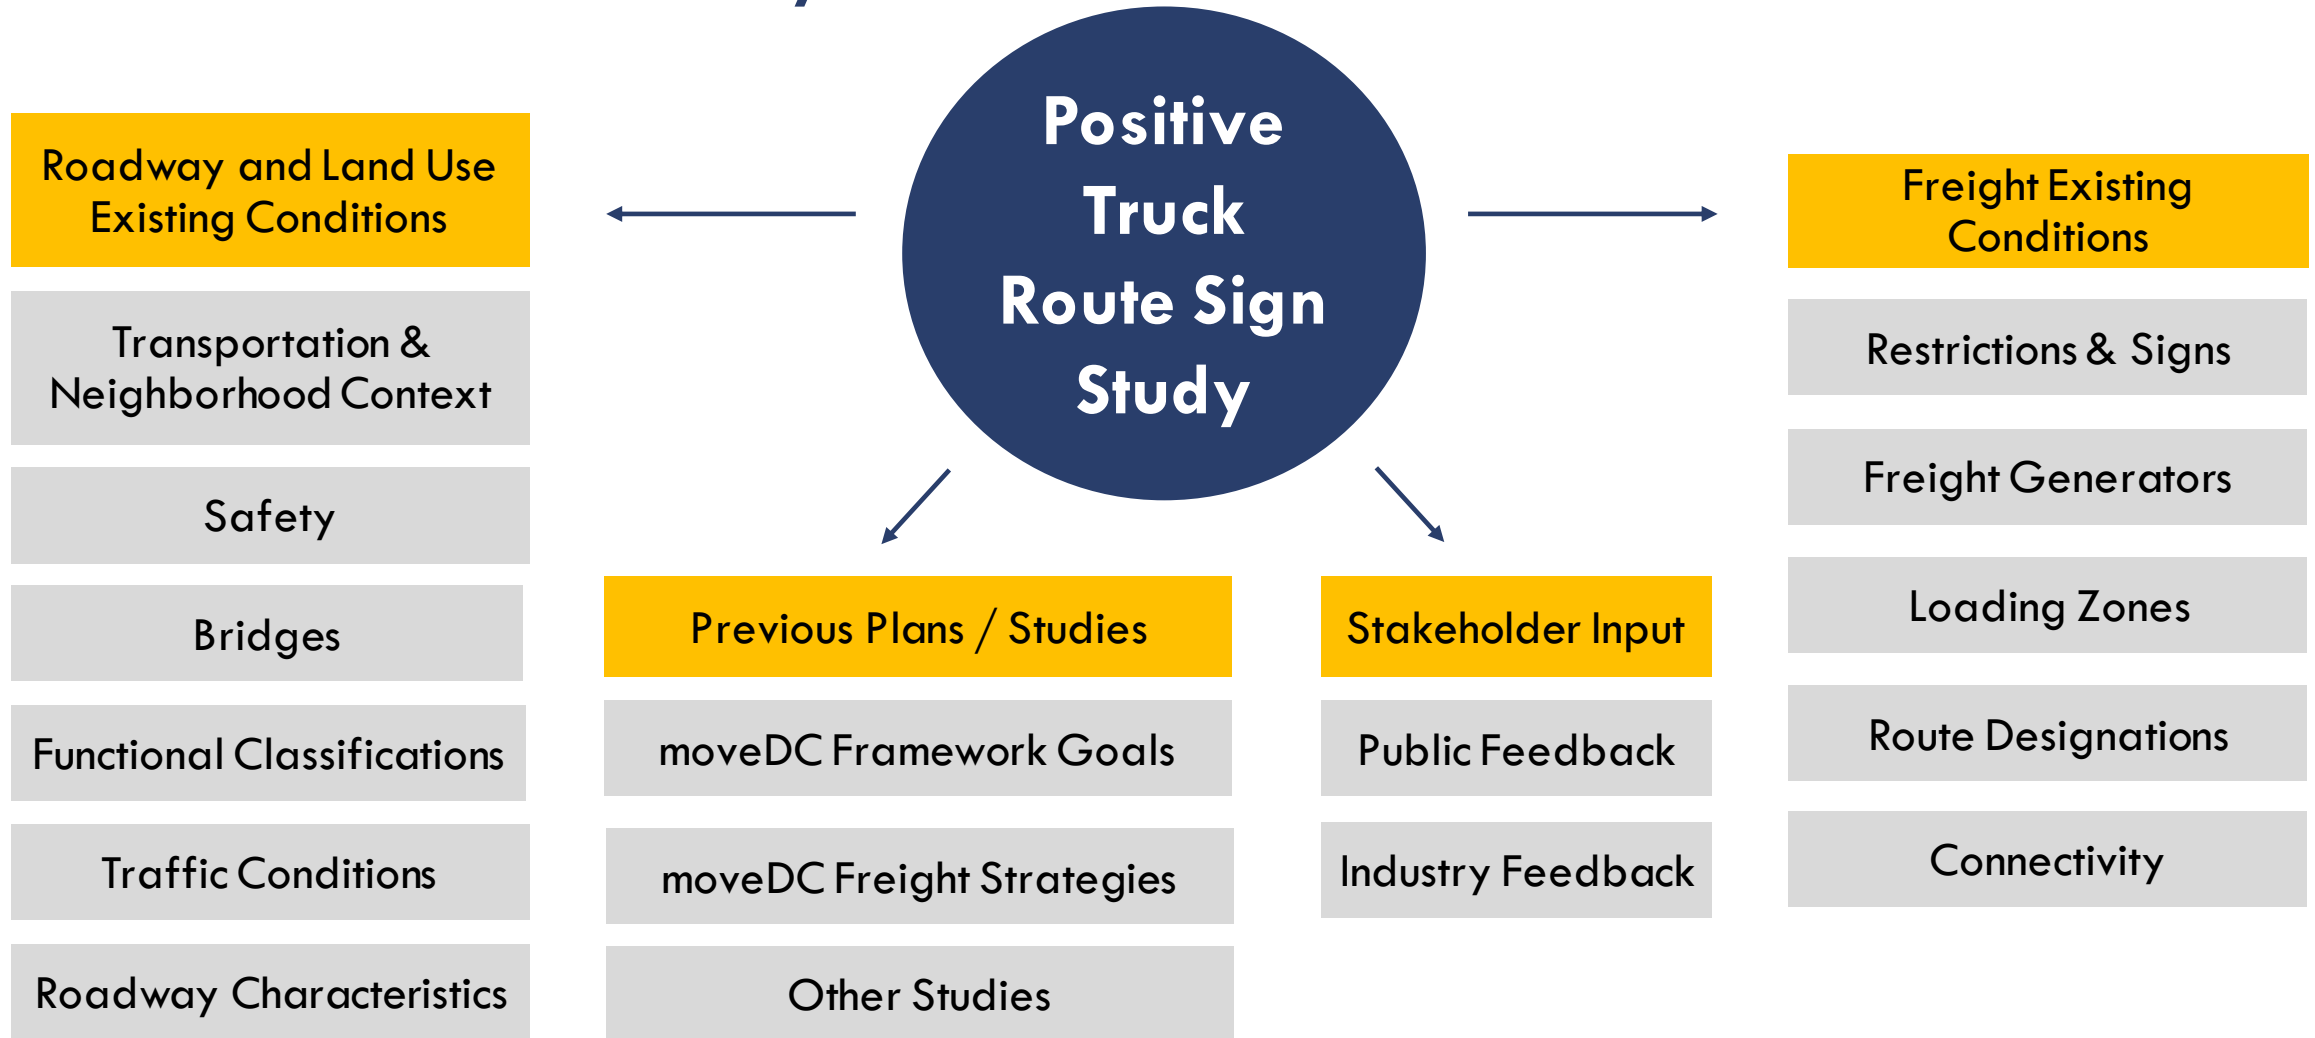 Positive
Truck
Route Sign
Study
Roadway and Land Use
Existing Conditions
Transportation &
Neighborhood Context
Safety
Bridges
Functional Classifications
Traffic Conditions
Roadway Characteristics
Previous Plans / Studies
moveDC Framework Goals
moveDC Freight Strategies
Other Studies
Stakeholder Input
Public Feedback
Industry Feedback
Freight Existing
Conditions
Restrictions & Signs
Freight Generators
Loading Zones
Route Designations
Connectivity